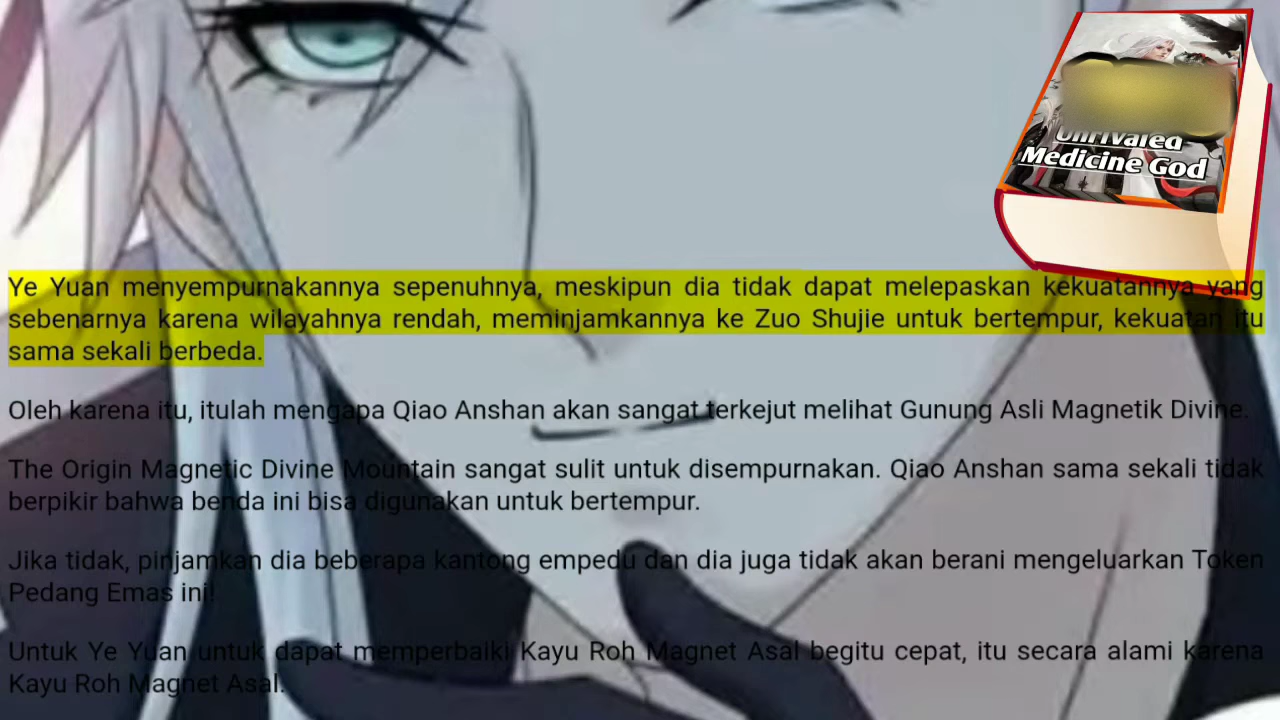 Unrivaled
Medicine God
Ye Yuan menyempurnakannya sepenuhnya, meskipun dia tidak dapat melepaskan kekuatannya yang
sebenarnya karena wilayahnya rendah, meminjamkannya ke Zuo Shujie untuk bertempur, kekuatan itu
sama sekali berbeda.
Oleh karena itu, itulah mengapa Qiao Anshan akan sangat terkejut melihat Gunung Asli Magnetik Divine.
The Origin Magnetic Divine Mountain sangat sulit untuk disempurnakan. Qiao Anshan sama sekali tidak
berpikir bahwa benda ini bisa digunakan untuk bertempur.
Jika tidak, pinjamkan dia beberapa kantong empedu dan dia juga tidak akan berani mengeluarkan Token
Pedang Emas ini!
Untuk Ye Yuan untuk dapat memperbaiki Kayu Roh Magnet Asal begitu cepat, itu secara alami karena
Kayu Roh Magnet Asal.